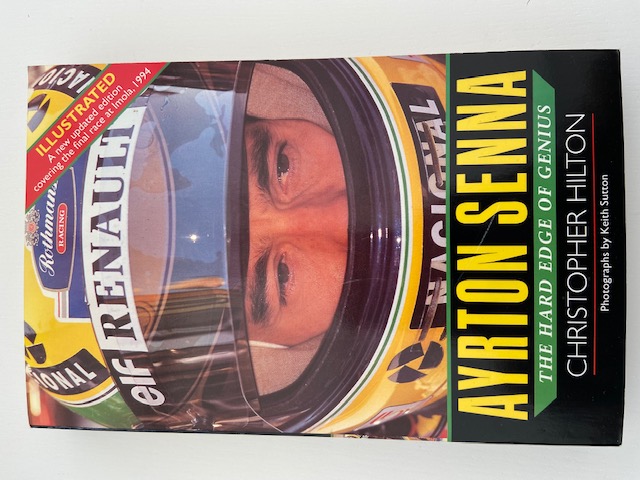 ILLUSTRATED
A new updated edition
covering the final race at Imola, 1994
Rothmans
RACING
elf RENAULT
NACIONAL
ONAL
AYRTON SENNA
THE HARD EDGE OF GENIUS
CHRISTOPHER HILTON
Photographs by Keith Sutton